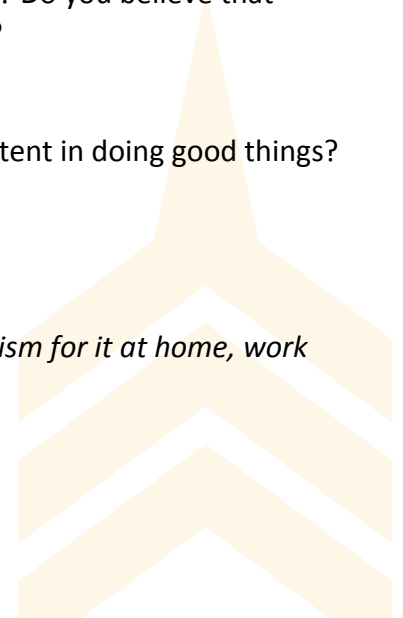 ? Do you believe that
?
tent in doing good things?
ism for it at home, work